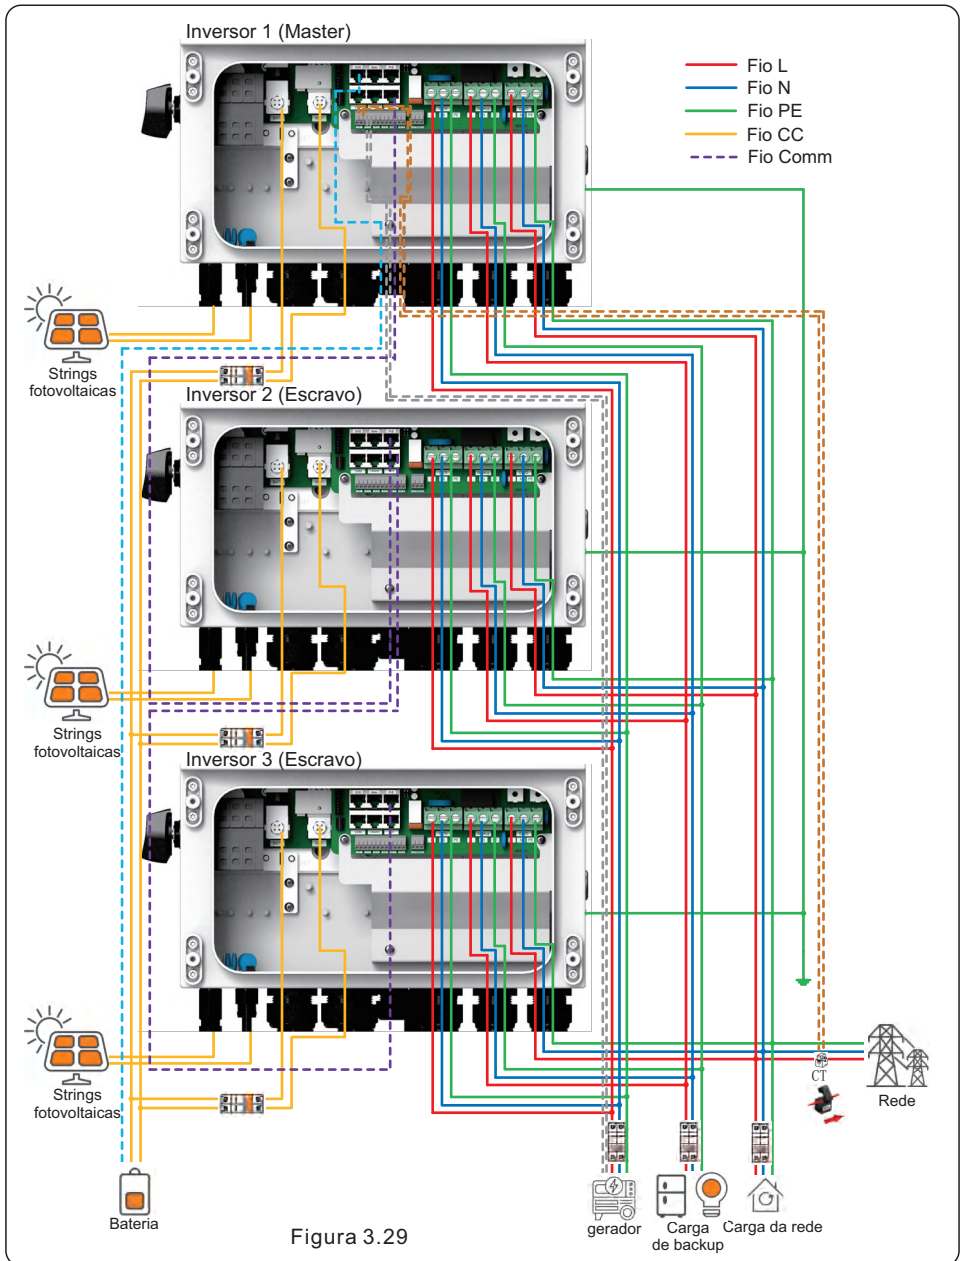 Inversor 1 (Master)
Fio L
Fio N
Fio PE
Fio CC
Fio Comm
Strings
fotovoltaicas
Inversor 2 (Escravo)
Strings
fotovoltaicas
Inversor 3 (Escravo)
Strings
fotovoltaicas
CT
Rede
Bateria
gerador
Carga
de backup
Carga da rede
Figura 3.29